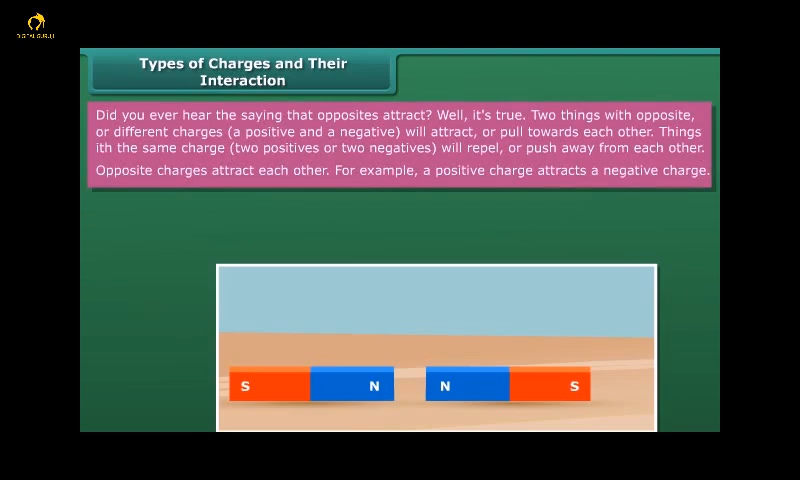 DIGITAL GURUJI
Types of Charges and Their
Interaction
Did you ever hear the saying that opposites attract? Well, it's true. Two things with opposite,
or different charges (a positive and a negative) will attract, or pull towards each other. Things
ith the same charge (two positives or two negatives) will repel, or push away from each other.
Opposite charges attract each other. For example, a positive charge attracts a negative charge.
S N N S